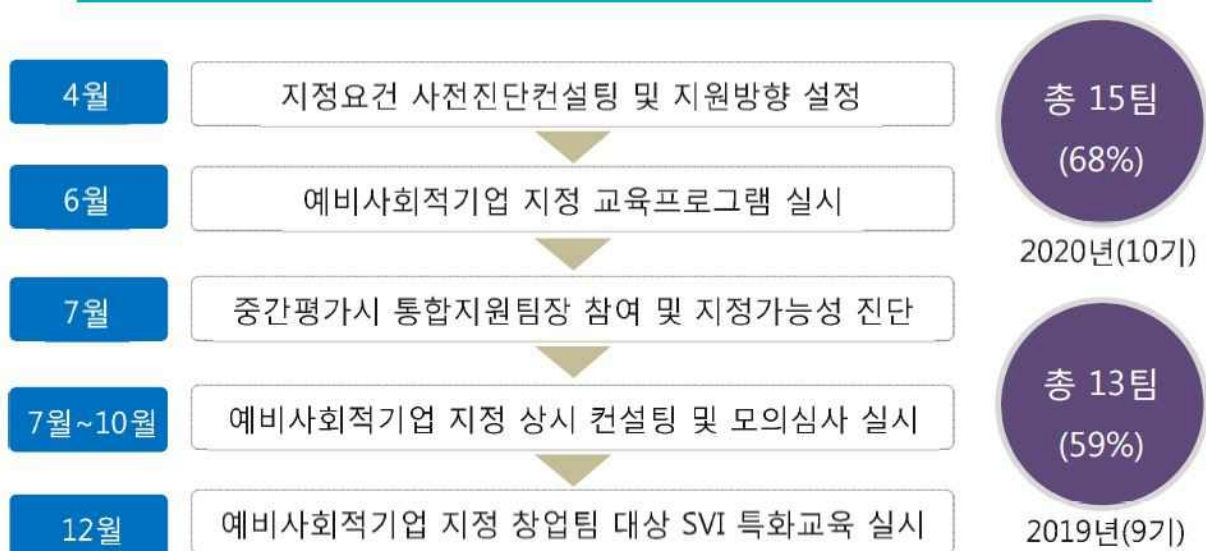 4월
지정요건 사전진단컨설팅 및 지원방향 설정
6월
예비사회적기업 지정 교육프로그램 실시
7월
중간평가시 통합지원팀장 참여 및 지정가능성 진단
7월~10월
예비사회적기업 지정 상시 컨설팅 및 모의심사 실시
12월
예비사회적기업 지정 창업팀 대상 SVI 특화교육 실시
총 15팀
(68%)
2020년(10기)
총 13팀
(59%)
2019년(9기)